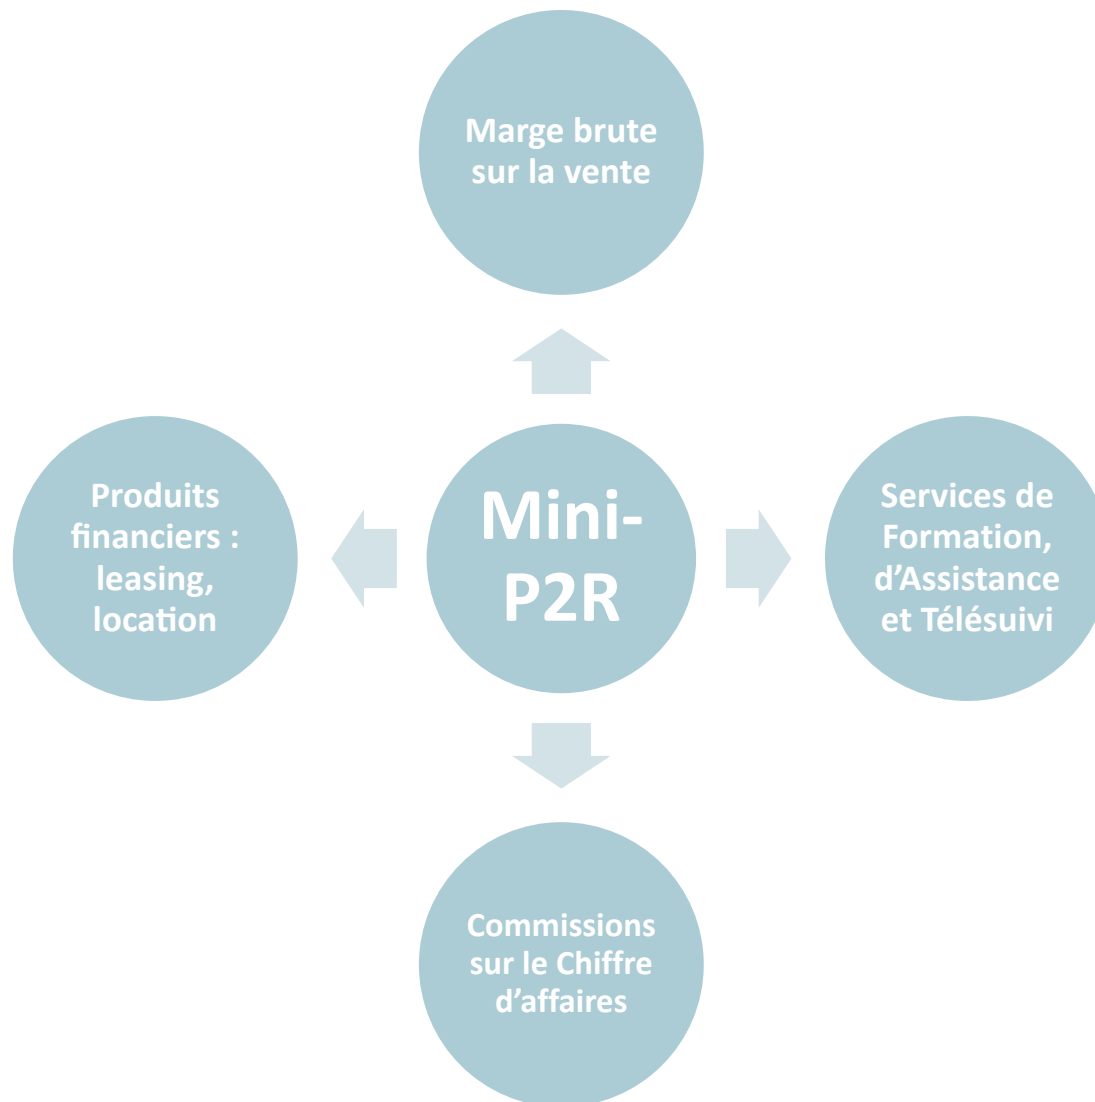 Marge brute
sur la vente
Produits
financiers :
leasing,
location
Mini-
P2R
Services de
Formation,
d’Assistance
et Télésuivi
Commissions
sur le Chiffre
d’affaires